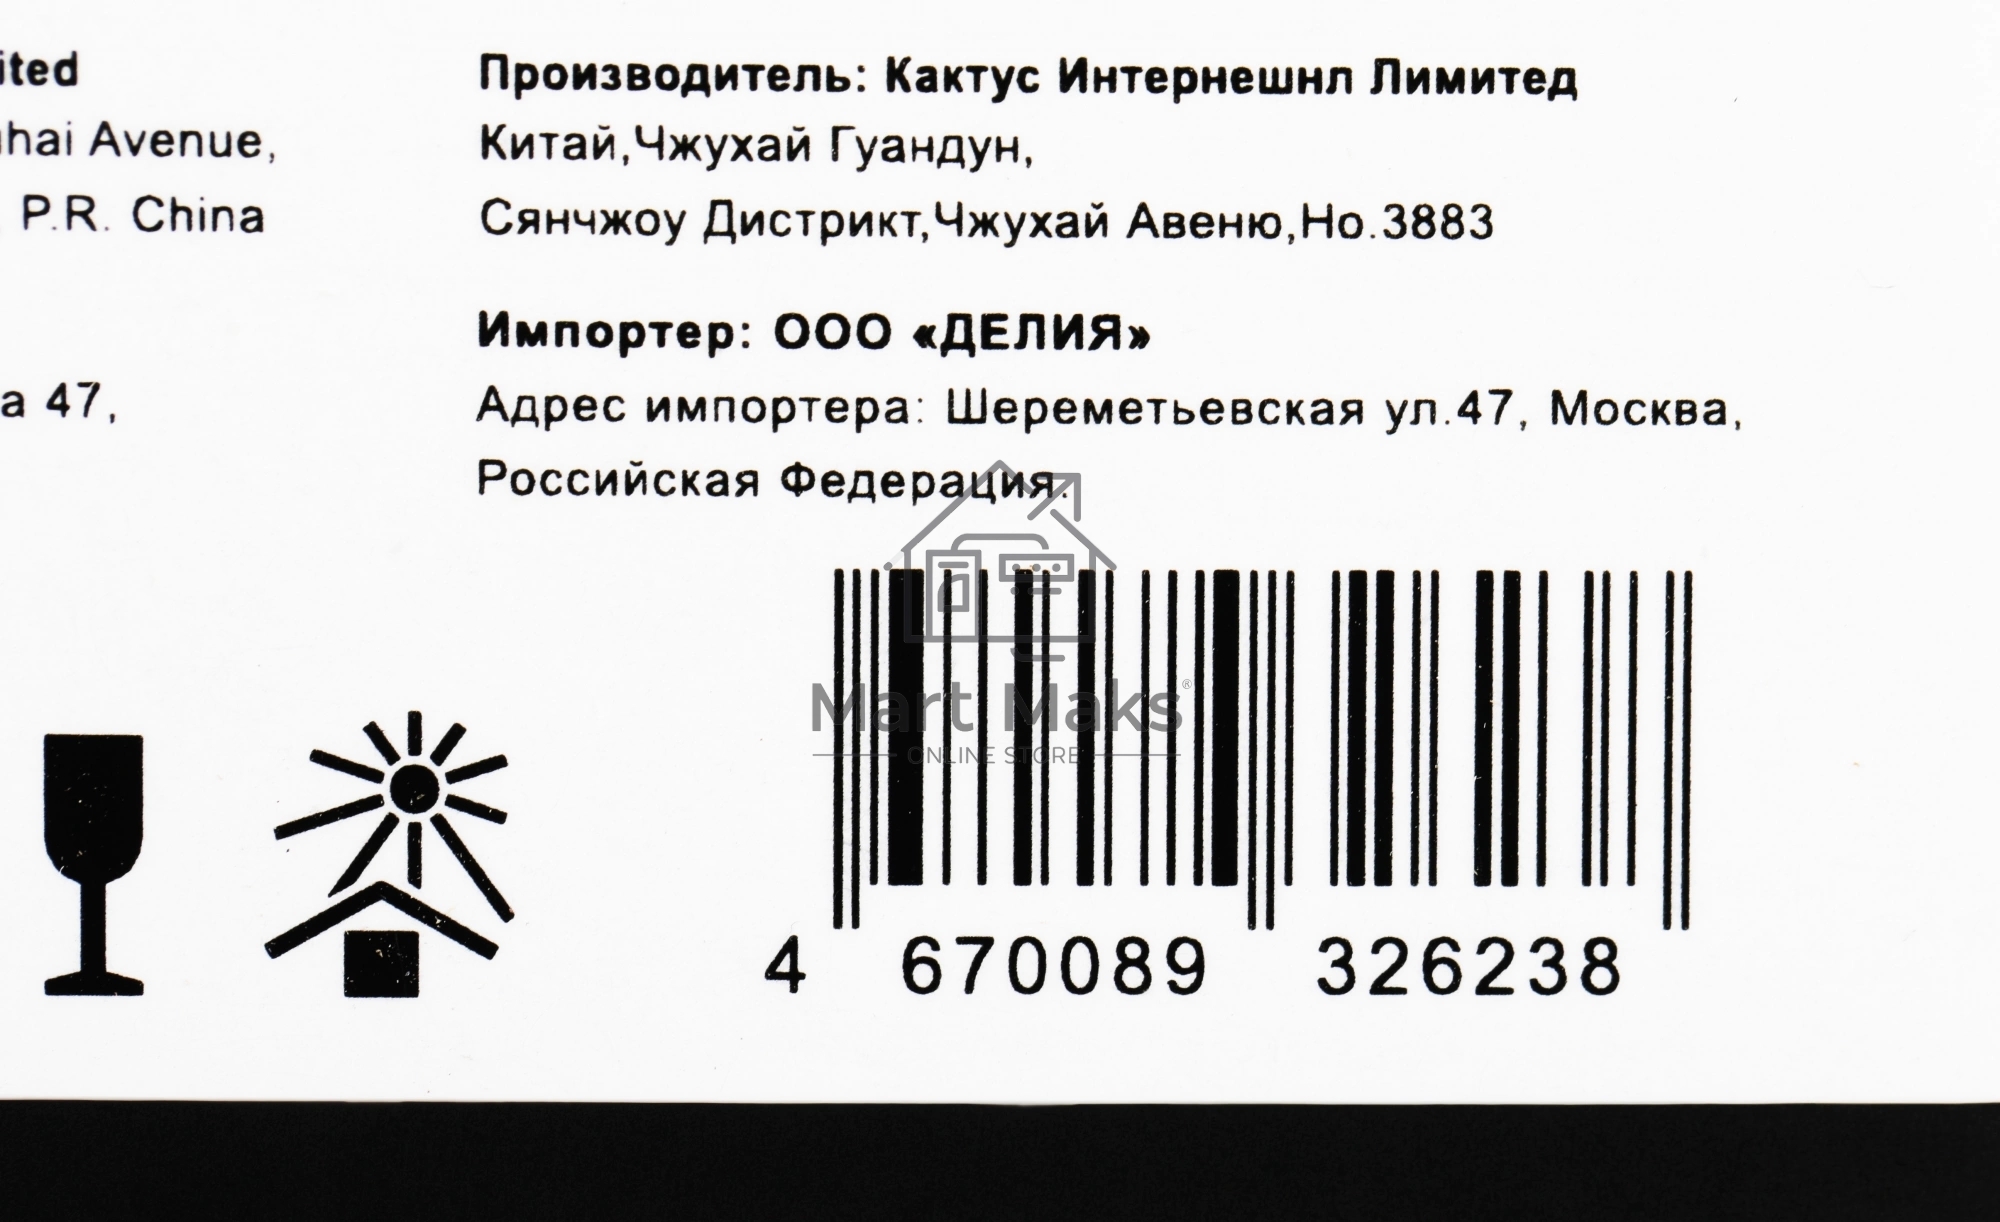 ited
hai Avenue,
P.R. China
а 47,
Производитель: Кактус Интернешнл Лимитед
Китай,Чжухай Гуандун,
Сянчжоу Дистрикт,Чжухай Авеню,Но.3883
Импортер: ООО «ДЕЛИЯ»
Адрес импортера: Шереметьевская ул.47, Москва,
Российская Федерация.
Mart Maks®
ONLINE STORE
4 670089 326238